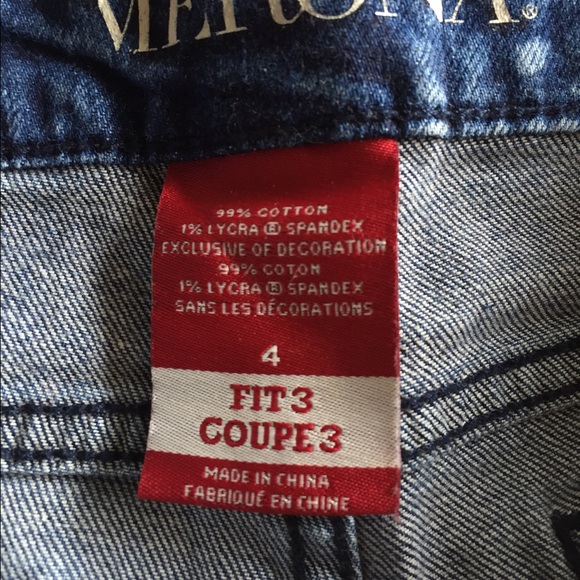 MERONA®
99% COTTON
1% LYCRA ® SPANDEX
EXCLUSIVE OF DECORATION
99% COTON
1% LYCRA ® SPANDEX
SANS LES DÉCORATIONS
4
FIT 3
COUPE 3
MADE IN CHINA
FABRIQUÉ EN CHINE